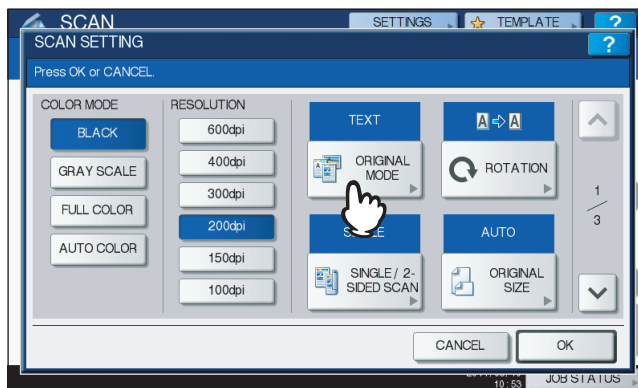 SCAN
SETTINGS
TEMPLATE
?
SCAN SETTING
?
Press OK or CANCEL.
COLOR MODE
BLACK
GRAY SCALE
FULL COLOR
AUTO COLOR
RESOLUTION
600dpi
400dpi
300dpi
200dpi
150dpi
100dpi
TEXT
ORIGINAL
MODE
A A
ROTATION
SINGLE / 2-
SIDED SCAN
AUTO
ORIGINAL
SIZE
1
3
CANCEL
OK
10 : 53
JOB STATUS